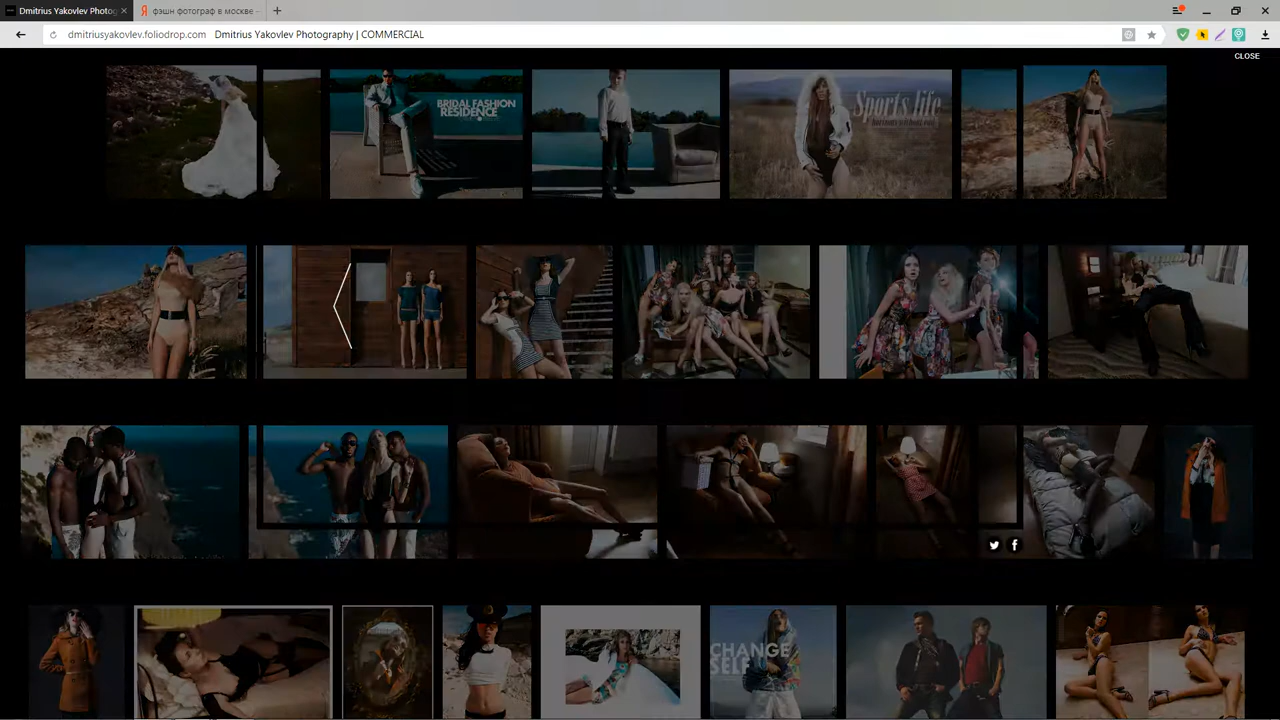 Dmitrius Yakovlev Photog
фэшн фотограф в москве -
dmitriusyakovlev.foliodrop.com Dmitrius Yakovlev Photography | COMMERCIAL
CLOSE
BRIDAL FASHION
RESIDENCE
Sports life
CHANGE
SELF